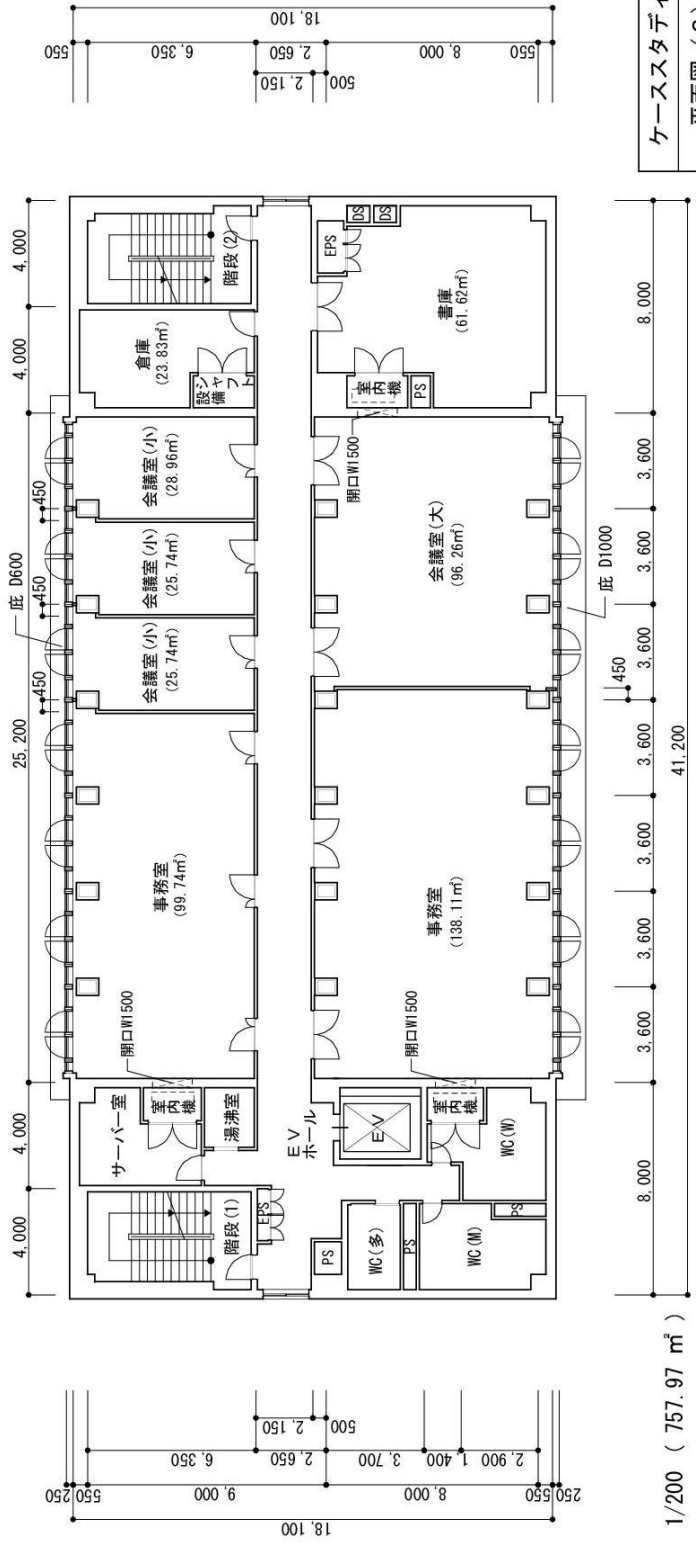 18,100
550
6,350
2,650
8,000
550
2,150
500
ケーススタディ
4,000
4,000
25,200
庇 D600
450
450
450
4,000
4,000
階段(2)
倉庫
(23.83㎡)
設備シャフト
会議室(小)
(28.96㎡)
会議室(小)
(25.74㎡)
会議室(小)
(25.74㎡)
事務室
(99.74㎡)
開口W1500
サーバー室
室内機
湯沸室
階段(1)
EPS
EPS
DS
DS
書庫
(61.62㎡)
室内機
PS
開口W1500
会議室(大)
(96.26㎡)
事務室
(138.11㎡)
開口W1500
EV
ホール
EV
室内機
WC(W)
PS
WC(多)
PS
WC(M)
PS
庇 D1000
450
8,000
3,600
3,600
3,600
3,600
3,600
3,600
3,600
8,000
41,200
250
550
6,350
9,000
2,650
2,150
500
3,700
8,000
1,400
2,900
550
250
18,100
1/200 ( 757.97 ㎡ )